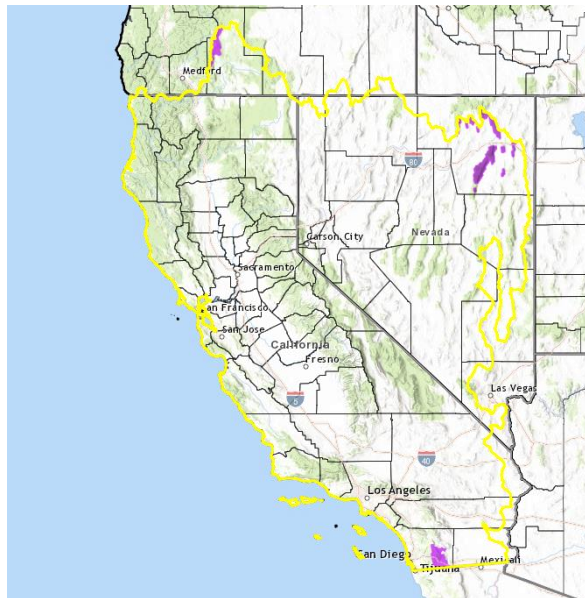 Medford
80
Nevada
Carson City
Sacramento
San Francisco
San Jose
California
Fresno
5
Las Vegas
40
Los Angeles
San Diego
Tijuana
Mexicali